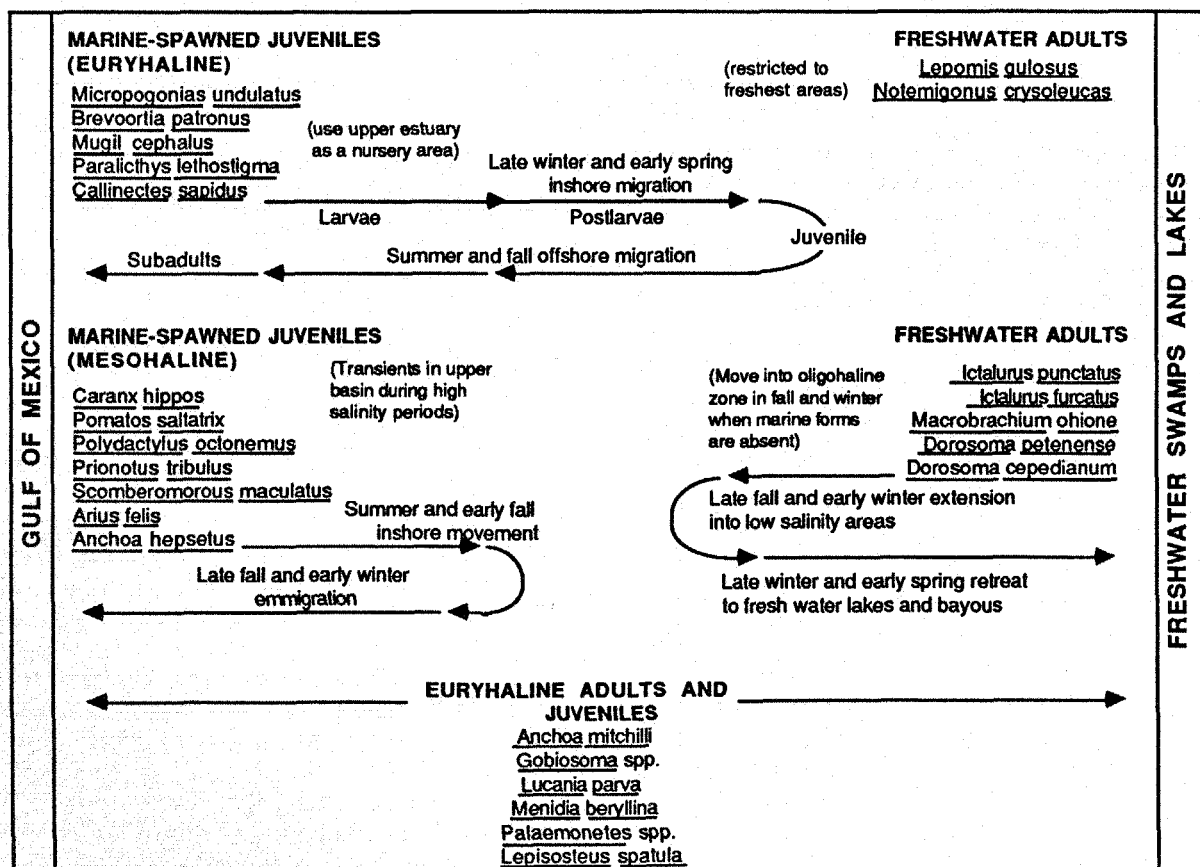 GULF OF MEXICO
MARINE-SPAWNED JUVENILES
(EURYHALINE)
Micropogonias undulatus
Brevoortia patronus
Mugil cephalus
Paralicthys lethostigma
Callinectes sapidus
(use upper estuary
as a nursery area)
Larvae
Late winter and early spring
inshore migration
Postlarvae
Juvenile
Summer and fall offshore migration
Subadults
FRESHWATER ADULTS
(restricted to
freshest areas)
Lepomis gulosus
Notemigonus crysoleucas
MARINE-SPAWNED JUVENILES
(MESOHALINE)
(Transients in upper
basin during high
salinity periods)
Caranx hippos
Pomatos saltatrix
Polydactylus octonemus
Prionotus tribulus
Scomberomorous maculatus
Arius felis
Anchoa hepsetus
Summer and early fall
inshore movement
Late fall and early winter
emmigration
FRESHWATER ADULTS
(Move into oligohaline
zone in fall and winter
when marine forms
are absent)
Ictalurus punctatus
Ictalurus furcatus
Macrobrachium ohione
Dorosoma petenense
Dorosoma cepedianum
Late fall and early winter extension
into low salinity areas
Late winter and early spring retreat
to fresh water lakes and bayous
EURYHALINE ADULTS AND
JUVENILES
Anchoa mitchilli
Gobiosoma spp.
Lucania parva
Menidia beryllina
Palaemonetes spp.
Lepisosteus spatula
FRESHWATER SWAMPS AND LAKES